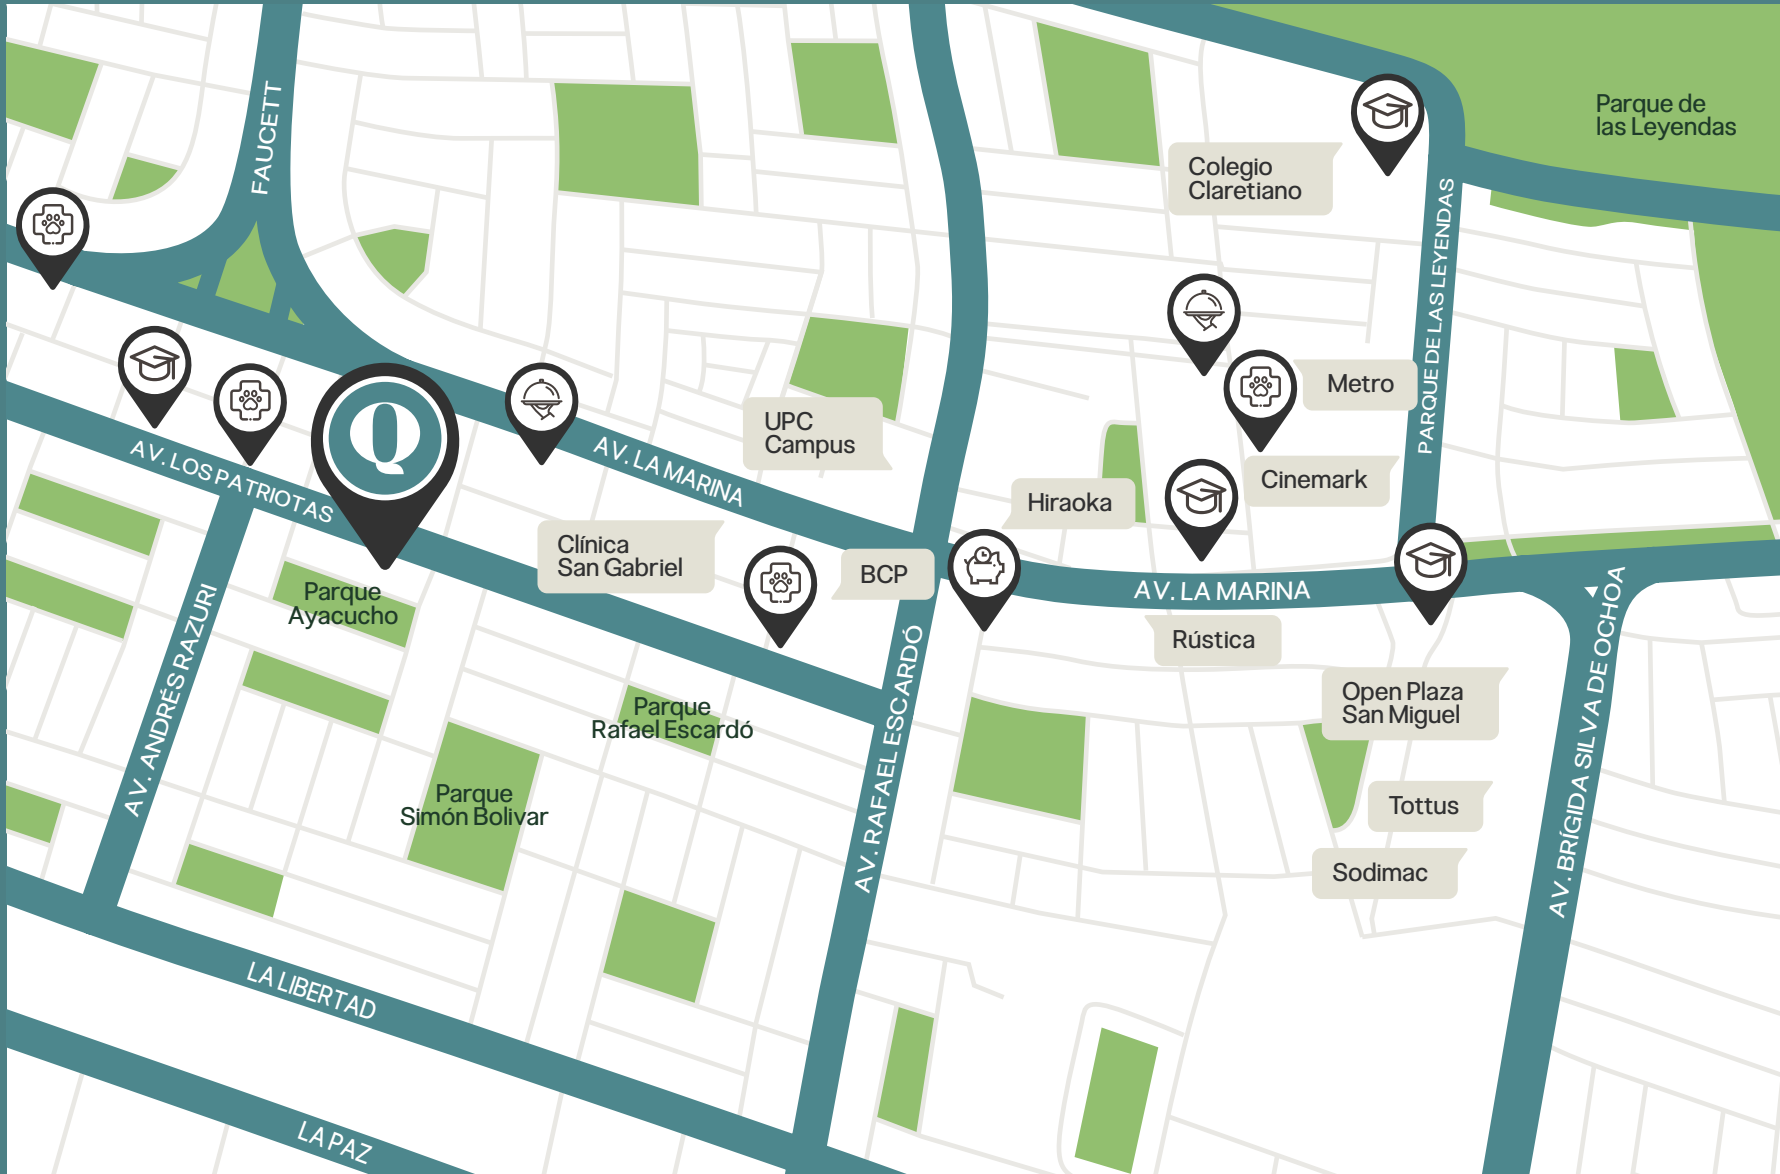 FAUCETT
Parque de
las Leyendas
Colegio
Claretiano
PARQUE DE LAS LEYENDAS
Metro
Q
UPC
Campus
AV. LA MARINA
AV. LOS PATRIOTAS
Cinemark
Hiraoka
Clínica
San Gabriel
BCP
AV. LA MARINA
Parque
Ayacucho
Rústica
AV. ANDRÉS RAZURI
AV. RAFAEL ESCARDÓ
AV. BRÍGIDA SILVA DE OCHOA
Open Plaza
San Miguel
Parque
Rafael Escardó
Parque
Simón Bolivar
Tottus
Sodimac
LA LIBERTAD
LA PAZ